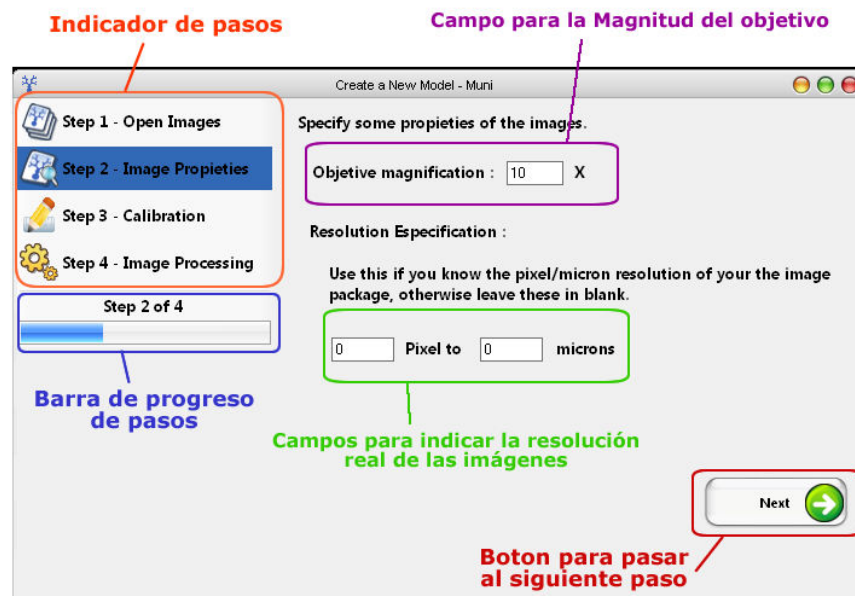 Indicador de pasos
Campo para la Magnitud del objetivo
Create a New Model - Muni
Step 1 - Open Images
Step 2 - Image Propieties
Step 3 - Calibration
Step 4 - Image Processing
Step 2 of 4
Barra de progreso
de pasos
Specify some propieties of the images.
Objetive magnification : 10 X
Resolution Especification :
Use this if you know the pixel/micron resolution of your the image
package, otherwise leave these in blank.
0 Pixel to 0 microns
Campos para indicar la resolución
real de las imágenes
Next
Boton para pasar
al siguiente paso